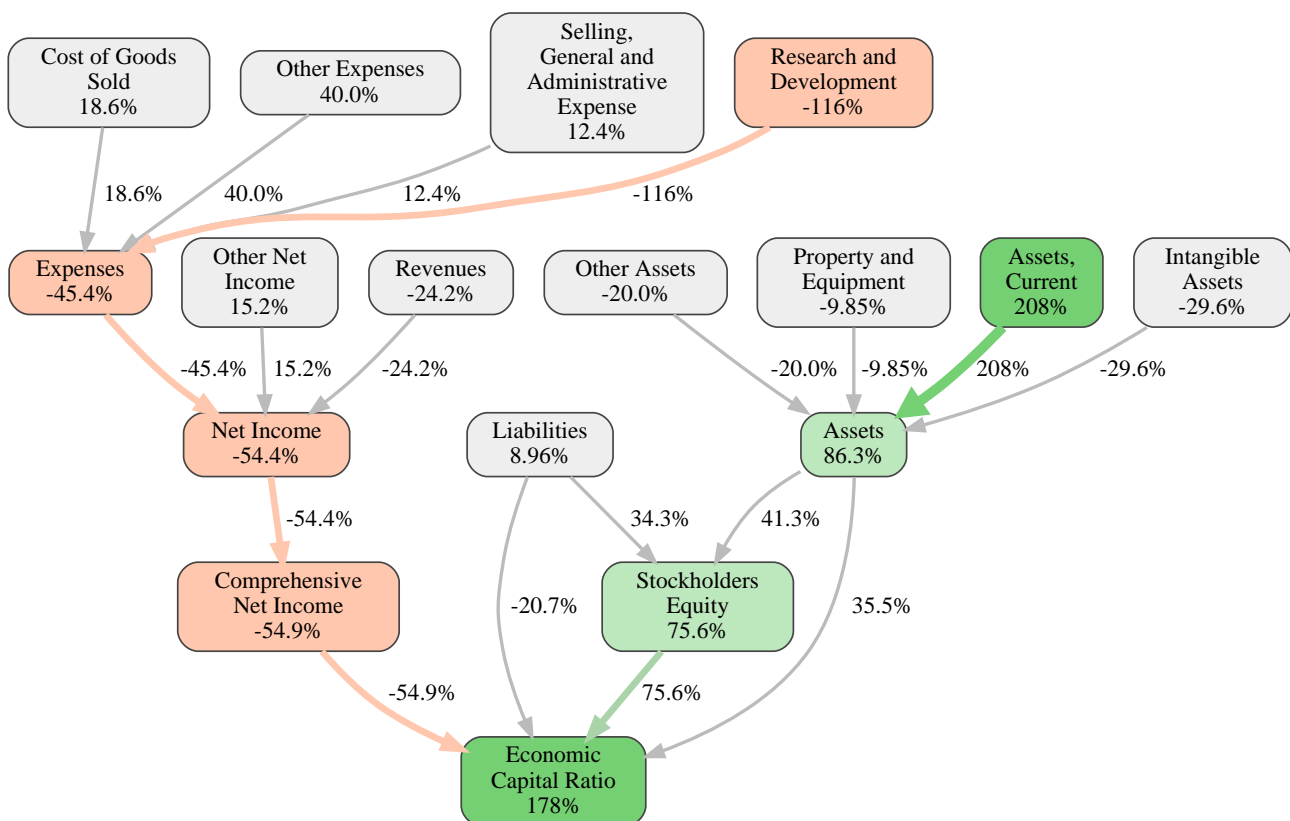 Cost of Goods
Sold
18.6%
Other Expenses
40.0%
Selling,
General and
Administrative
Expense
12.4%
Research and
Development
-116%
18.6%
40.0%
12.4%
-116%
Expenses
-45.4%
Other Net
Income
15.2%
Revenues
-24.2%
Other Assets
-20.0%
Property and
Equipment
-9.85%
Assets,
Current
208%
Intangible
Assets
-29.6%
-45.4%
15.2%
-24.2%
-20.0%
-9.85%
208%
-29.6%
Net Income
-54.4%
Liabilities
8.96%
Assets
86.3%
-54.4%
34.3%
41.3%
Comprehensive
Net Income
-54.9%
-20.7%
Stockholders
Equity
75.6%
35.5%
-54.9%
75.6%
Economic
Capital Ratio
178%